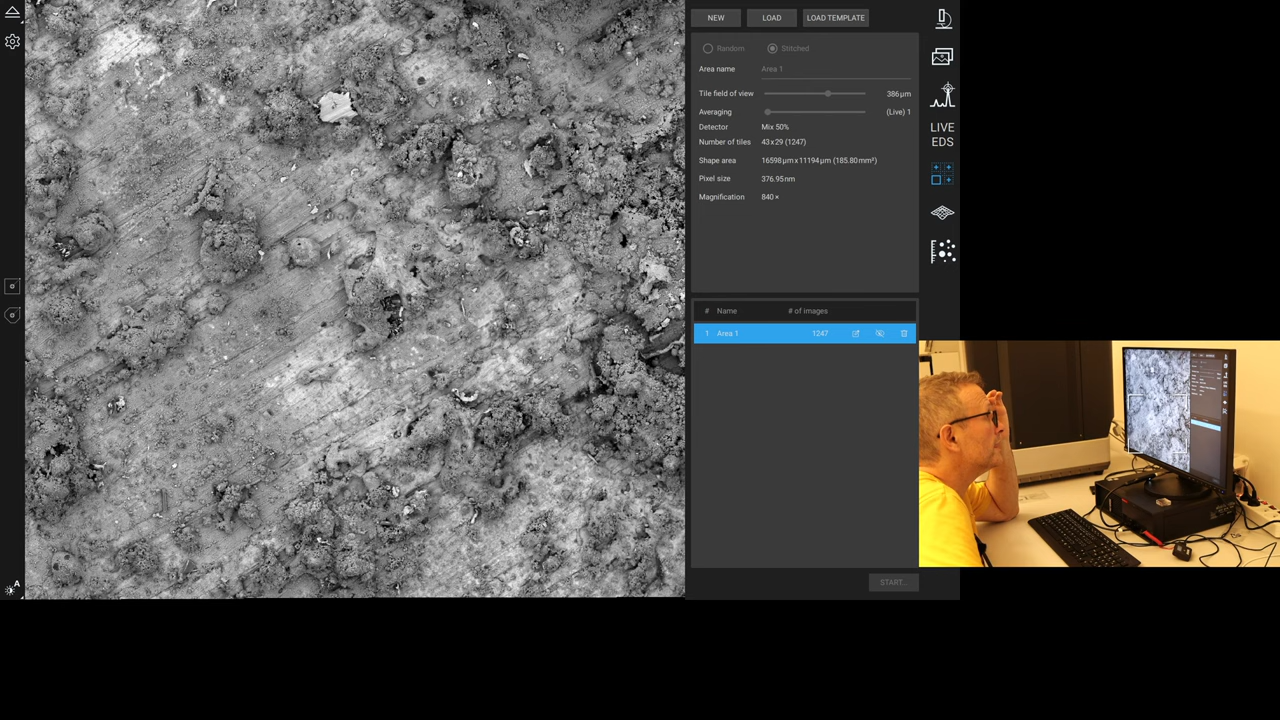 NEW LOAD LOAD TEMPLATE
Random Stitched
Area name Area 1
Tile field of view 386 µm
Averaging (Live) 1
Detector Mix 50%
Number of tiles 43 x 29 (1247)
Shape area 16598 µm x 11194 µm (185.80 mm²)
Pixel size 376.95 nm
Magnification 840 ×
LIVE
EDS
# Name # of images
1 Area 1 1247
START...
A